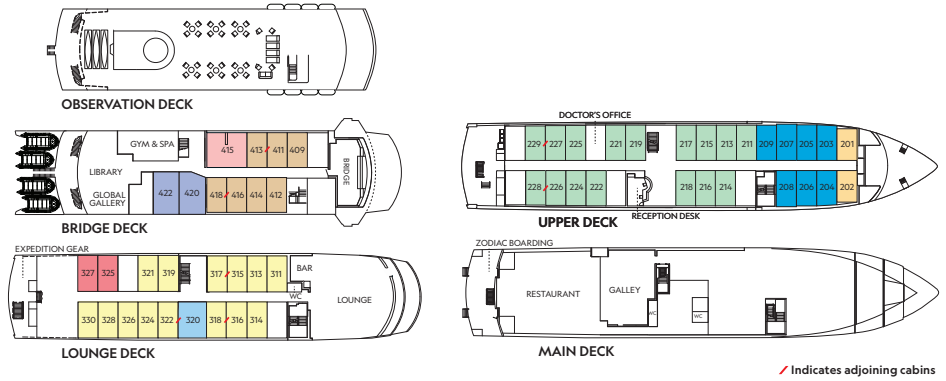 OBSERVATION DECK
GYM & SPA
415
413
411
409
LIBRARY
GLOBAL
GALLERY
422
420
418
416
414
412
BRIDGE
BRIDGE DECK
EXPEDITION GEAR
327
325
321
319
317
315
313
311
BAR
WC
LOUNGE
330
328
326
324
322
320
318
316
314
LOUNGE DECK
DOCTOR'S OFFICE
229
227
225
221
219
217
215
213
211
209
207
205
203
201
228
226
224
222
218
216
214
208
206
204
202
UPPER DECK
RECEPTION DESK
ZODIAC BOARDING
RESTAURANT
GALLEY
WC
WC
MAIN DECK
Indicates adjoining cabins